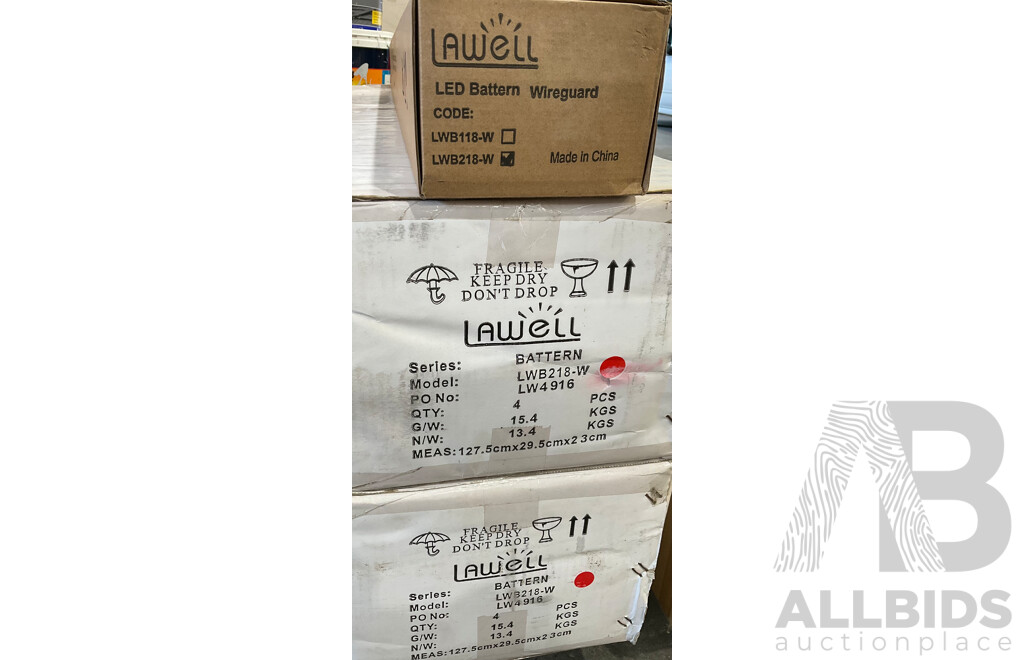 LAWELL
LED Battern Wireguard
CODE:
LWB118-W
LWB218-W
Made in China
FRAGILE
KEEP DRY
DON'T DROP
LAWELL
Series: BATTERN
Model: LWB218-W
PO No: LW4916
QTY: 4 PCS
G/W: 15.4 KGS
N/W: 13.4 KGS
MEAS:127.5cmx29.5cmx23cm
FRAGILE
KEEP DRY
DON'T DROP
LAWELL
Series: BATTERN
Model: LWB218-W
PO No: LW4916
QTY: 4 PCS
G/W: 15.4 KGS
N/W: 13.4 KGS
MEAS:127.5cmx29.5cmx23cm
AB
ALLBIDS
auctionplace